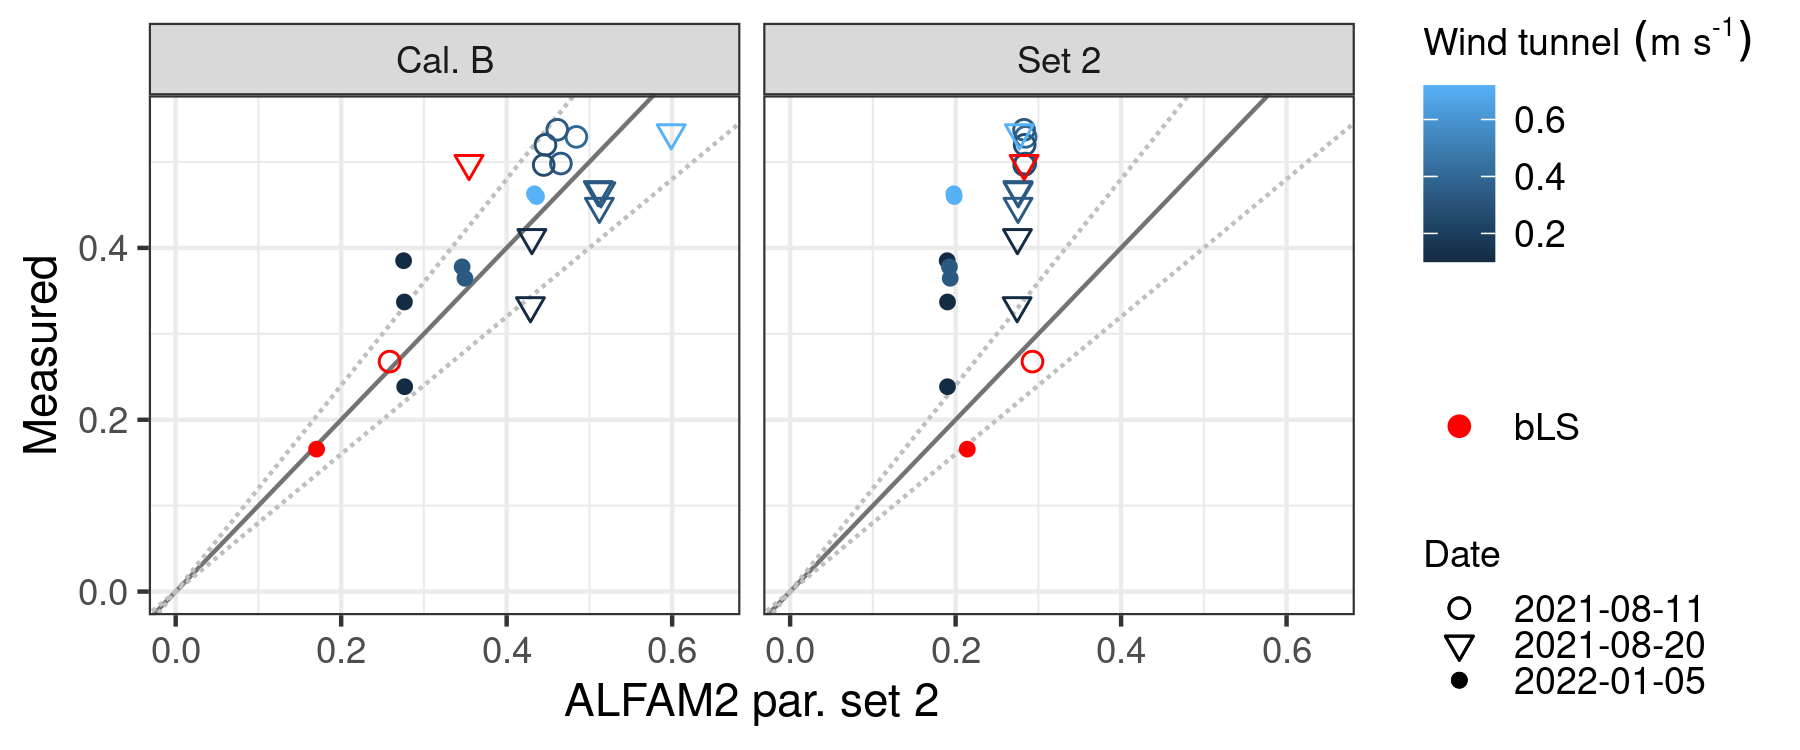 Cal. B
Set 2
Wind tunnel (m s-1)
0.6
0.4
0.2
bLS
Date
2021-08-11
2021-08-20
2022-01-05
Measured
0.4
0.2
0.0
0.0 0.2 0.4 0.6
0.0 0.2 0.4 0.6
ALFAM2 par. set 2